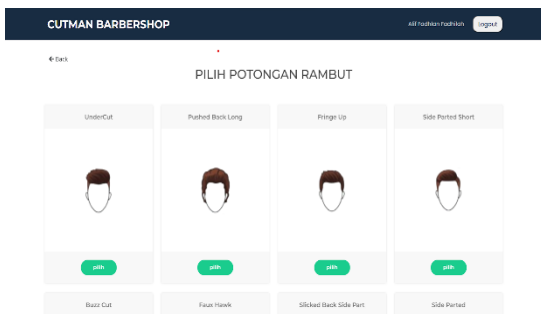 CUTMAN BARBERSHOP
Alif Fadhlan Fadhilah Logout
← Back
PILIH POTONGAN RAMBUT
UnderCut Pushed Back Long Fringe Up Side Parted Short
pilih pilih pilih pilih
Buzz Cut Faux Hawk Slicked Back Side Part Side Parted